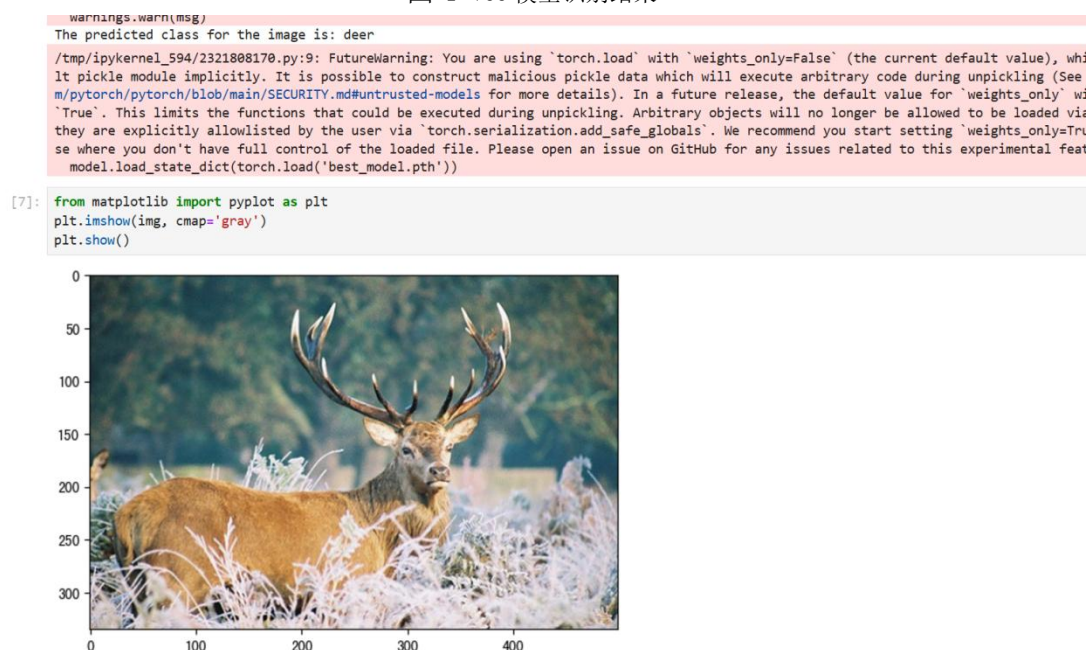 warnings.warn(msg)
The predicted class for the image is: deer
/tmp/ipykernel_594/2321808170.py:9: FutureWarning: You are using `torch.load` with `weights_only=False` (the current default value), whi
lt pickle module implicitly. It is possible to construct malicious pickle data which will execute arbitrary code during unpickling (See
m/pytorch/pytorch/blob/main/SECURITY.md#untrusted-models for more details). In a future release, the default value for `weights_only` wi
`True`. This limits the functions that could be executed during unpickling. Arbitrary objects will no longer be allowed to be loaded via
they are explicitly allowlisted by the user via `torch.serialization.add_safe_globals`. We recommend you start setting `weights_only=Tru
se where you don't have full control of the loaded file. Please open an issue on GitHub for any issues related to this experimental feat
model.load_state_dict(torch.load('best_model.pth'))
[7]: from matplotlib import pyplot as plt
plt.imshow(img, cmap='gray')
plt.show()
0
50
100
150
200
250
300
0 100 200 300 400